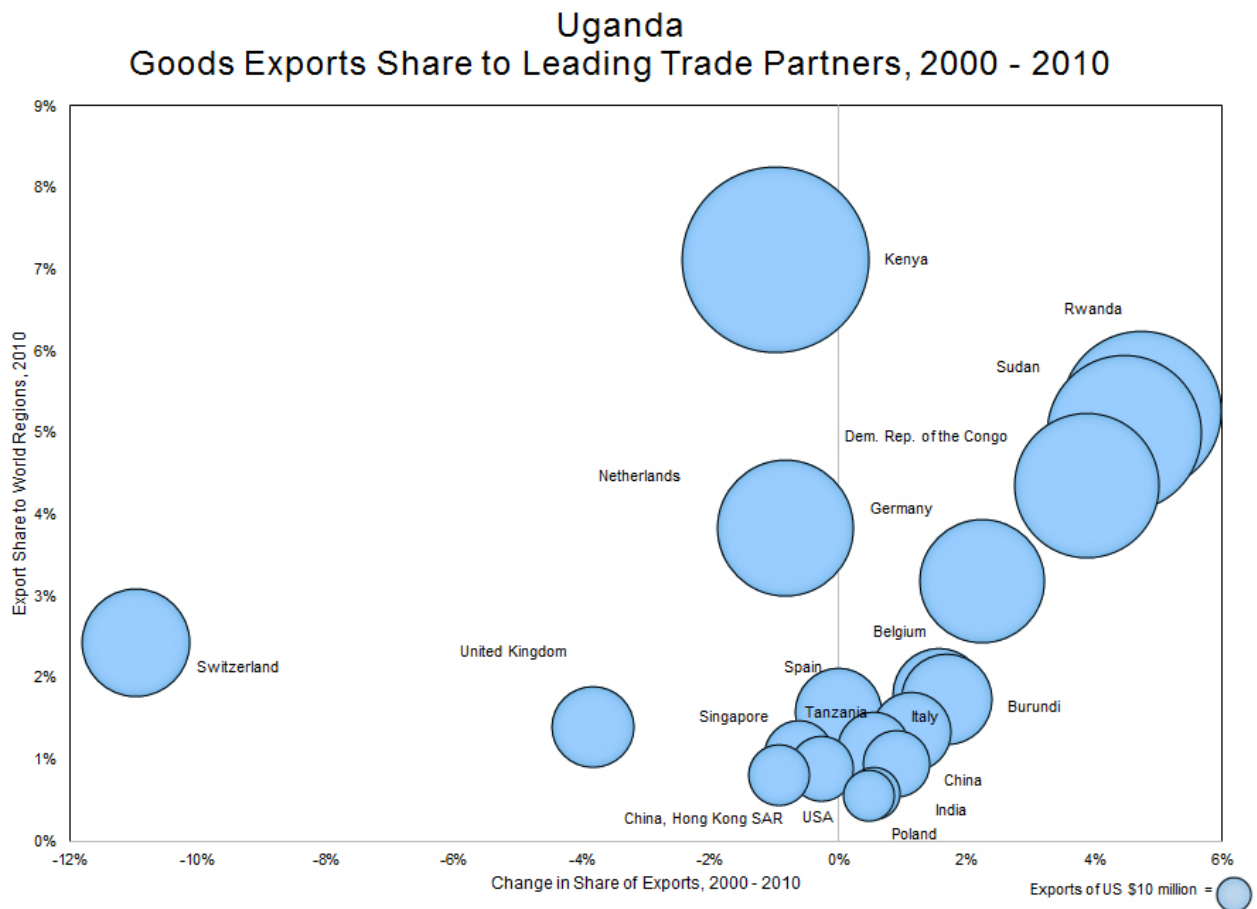 Uganda
Goods Exports Share to Leading Trade Partners, 2000 - 2010
9%
8%
7%
6%
5%
4%
3%
2%
1%
0%
Export Share to World Regions, 2010
Kenya
Rwanda
Sudan
Dem. Rep. of the Congo
Netherlands
Germany
Belgium
United Kingdom
Switzerland
Spain
Burundi
Singapore
Tanzania
Italy
China
India
China, Hong Kong SAR
USA
Poland
-12%
-10%
-8%
-6%
-4%
-2%
0%
2%
4%
6%
Change in Share of Exports, 2000 - 2010
Exports of US $10 million =